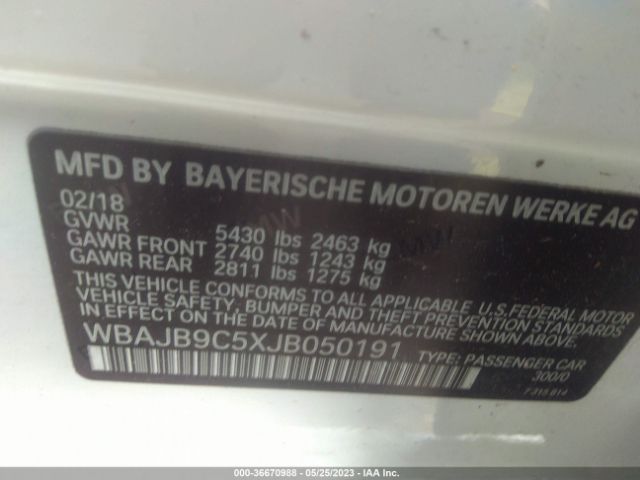 MFD BY BAYERISCHE MOTOREN WERKE AG
02/18
GVWR 5430 lbs 2463 kg
GAWR FRONT 2740 lbs 1243 kg
GAWR REAR 2811 lbs 1275 kg
THIS VEHICLE CONFORMS TO ALL APPLICABLE U.S.FEDERAL MOTOR
VEHICLE SAFETY, BUMPER AND THEFT PREVENTION STANDARDS
IN EFFECT ON THE DATE OF MANUFACTURE SHOWN ABOVE.
WBAJB9C5XJB050191 TYPE: PASSENGER CAR
300/0
7 315 614
000-36670988 - 05/25/2023 - IAA Inc.